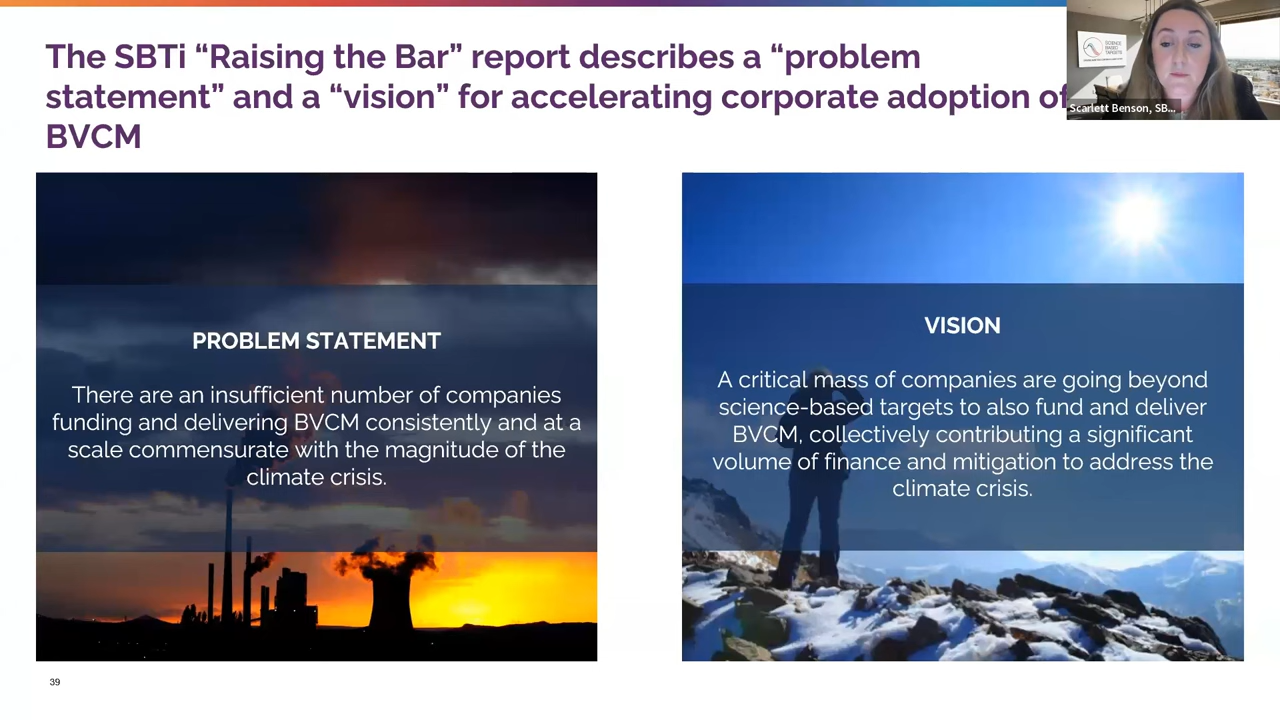 The SBTi “Raising the Bar” report describes a “problem
statement” and a “vision” for accelerating corporate adoption of
BVCM
SCIENCE
BASED
TARGETS
Scarlett Benson, SB...
PROBLEM STATEMENT
There are an insufficient number of companies
funding and delivering BVCM consistently and at a
scale commensurate with the magnitude of the
climate crisis.
VISION
A critical mass of companies are going beyond
science-based targets to also fund and deliver
BVCM, collectively contributing a significant
volume of finance and mitigation to address the
climate crisis.
39